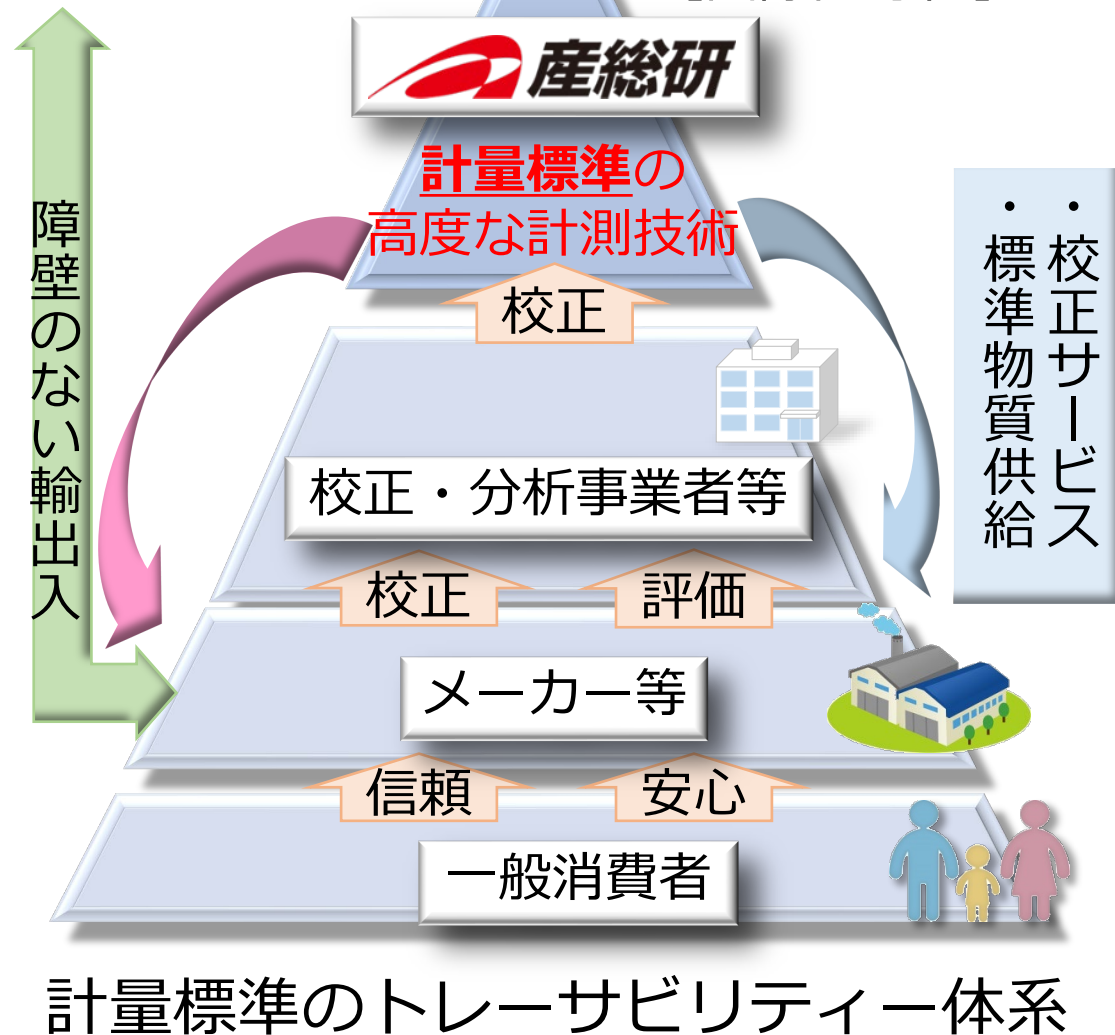 産総研
計量標準の
高度な計測技術
障壁のない輸出入
・校正サービス
・標準物質供給
校正
校正・分析事業者等
校正
評価
メーカー等
信頼
安心
一般消費者
計量標準のトレーサビリティー体系